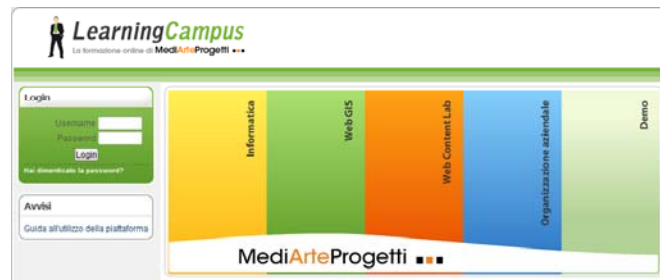 LearningCampus
La formazione online di MediArteProgetti
Login
Username
Password
Login
Hai dimenticato la password?
Avvisi
Guida all'utilizzo della piattaforma
Informatica
Web GIS
Web Content Lab
Organizzazione aziendale
Demo
MediArteProgetti